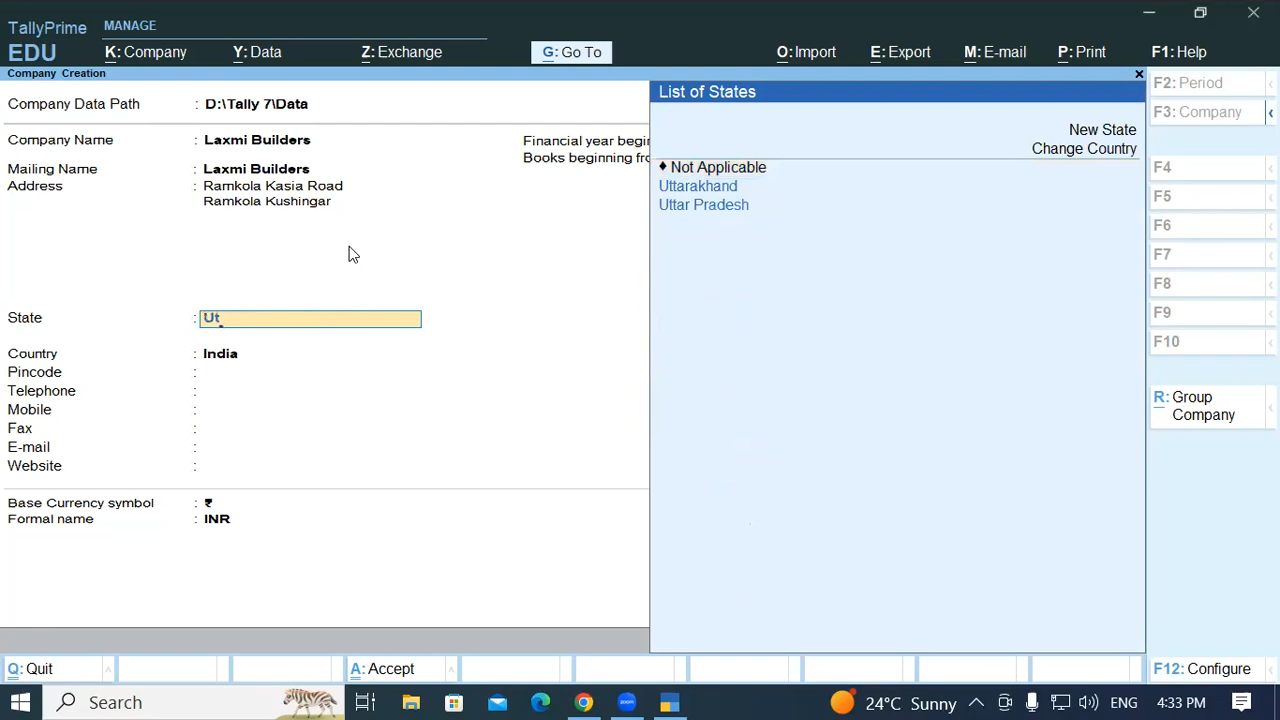 TallyPrime
EDU
MANAGE
K: Company
Y: Data
Z: Exchange
G: Go To
O: Import
E: Export
M: E-mail
P: Print
F1: Help
Company Creation
Company Data Path : D:\Tally 7\Data
Company Name : Laxmi Builders
Mailing Name : Laxmi Builders
Address : Ramkola Kasia Road
Ramkola Kushingar
Financial year begin
Books beginning fro
State : Ut
Country : India
Pincode :
Telephone :
Mobile :
Fax :
E-mail :
Website :
Base Currency symbol : ₹
Formal name : INR
List of States
New State
Change Country
♦ Not Applicable
Uttarakhand
Uttar Pradesh
F2: Period
F3: Company
F4
F5
F6
F7
F8
F9
F10
R: Group
Company
Q: Quit
A: Accept
F12: Configure
Search
24°C Sunny
ENG
4:33 PM